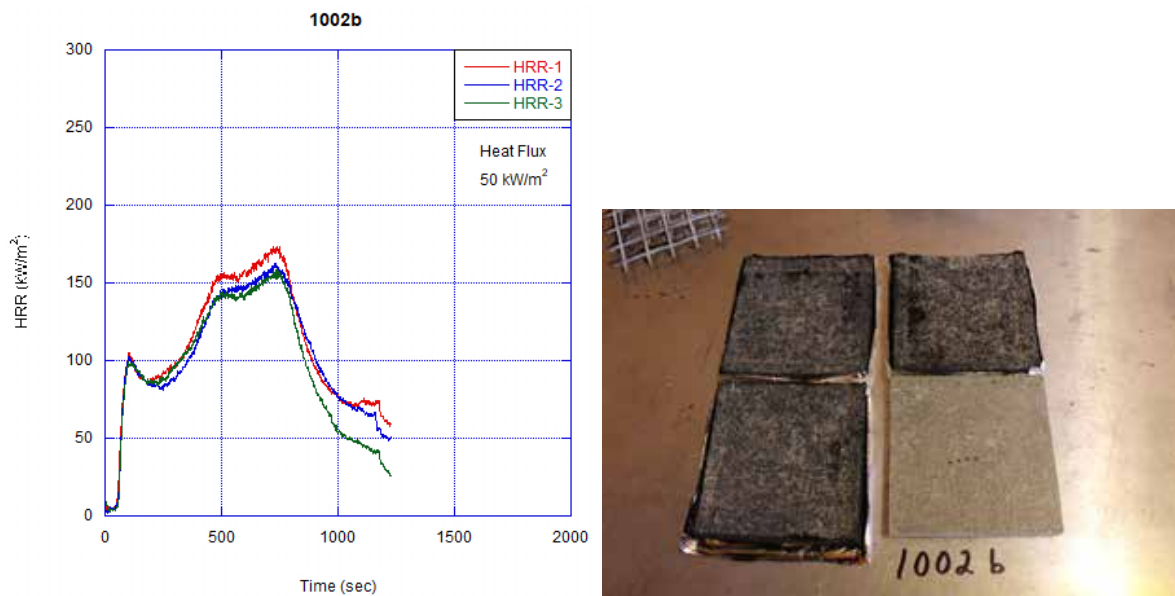 1002b
300
250
200
150
100
50
0
HRR (kW/m²)
HRR-1
HRR-2
HRR-3
Heat Flux
50 kW/m²
0
500
1000
1500
2000
Time (sec)
1002 b